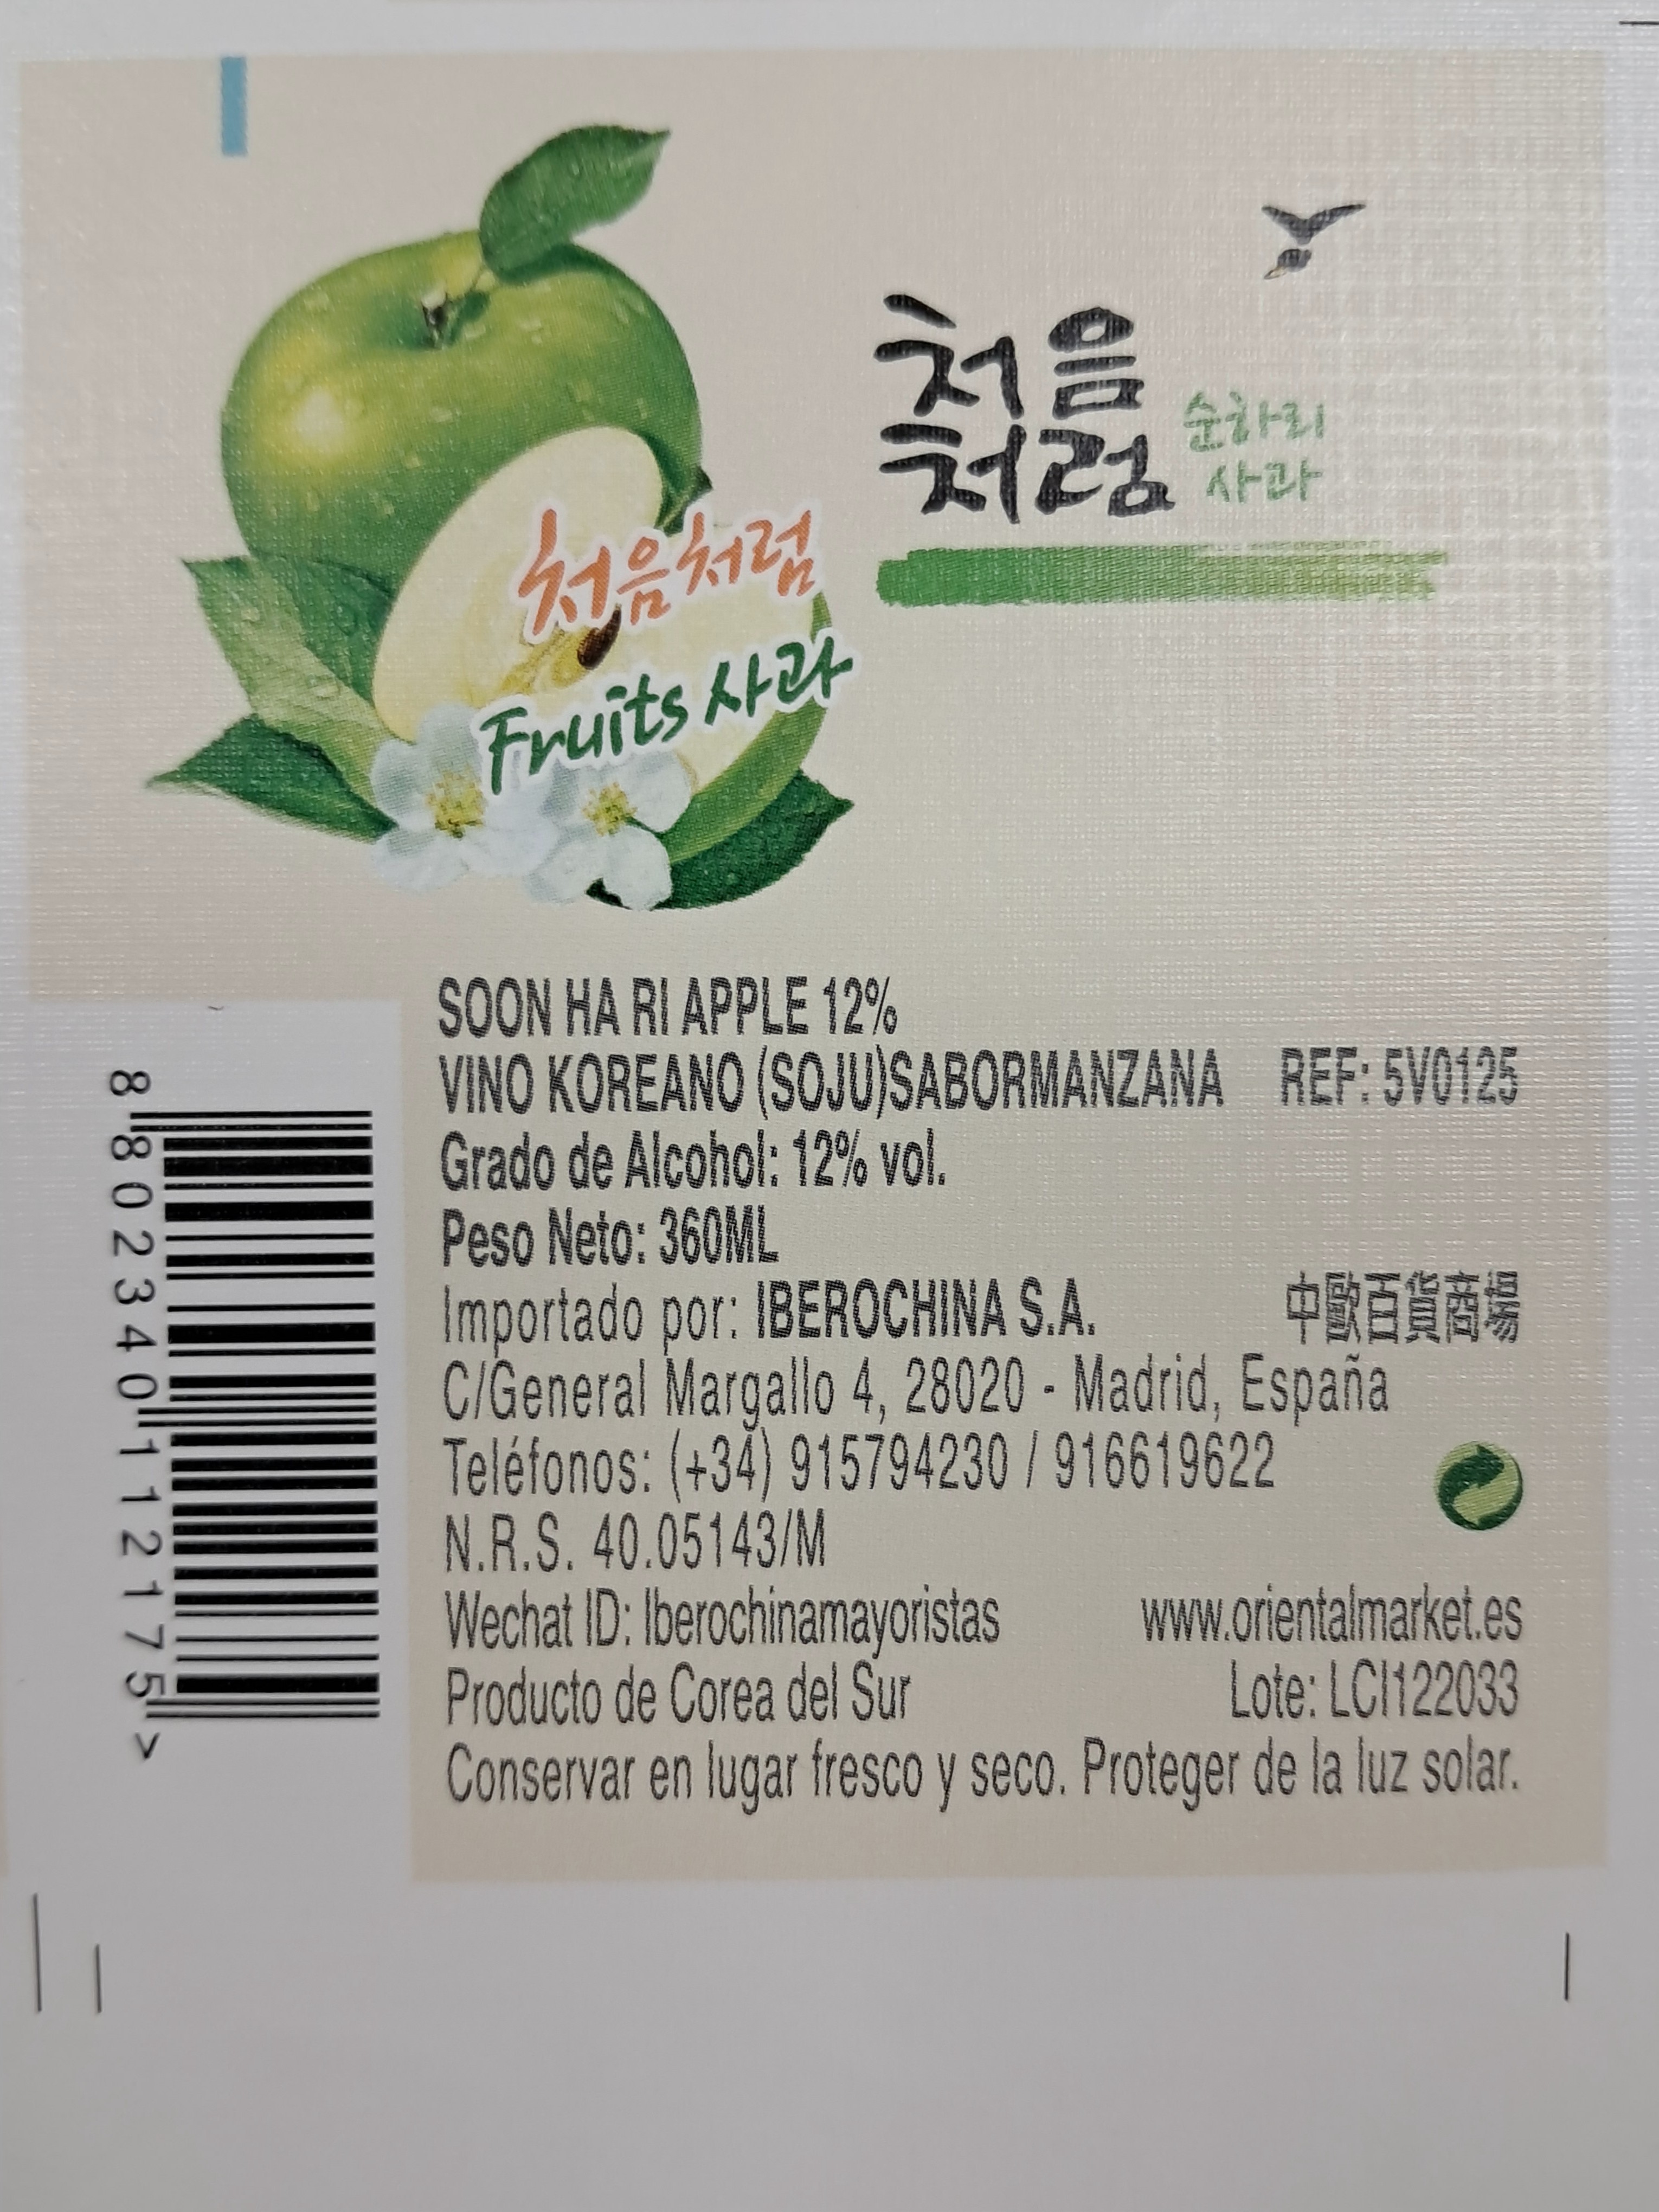 처음
처럼
순하리
사과
처음처럼
Fruits 사과
SOON HA RI APPLE 12%
VINO KOREANO (SOJU)SABORMANZANA REF: 5V0125
Grado de Alcohol: 12% vol.
Peso Neto: 360ML
Importado por: IBEROCHINA S.A. 中歐百貨商場
C/General Margallo 4, 28020 - Madrid, España
Teléfonos: (+34) 915794230 / 916619622
N.R.S. 40.05143/M
Wechat ID: Iberochinamayoristas www.orientalmarket.es
Producto de Corea del Sur Lote: LCI122033
Conservar en lugar fresco y seco. Proteger de la luz solar.
8 802340 112175 >